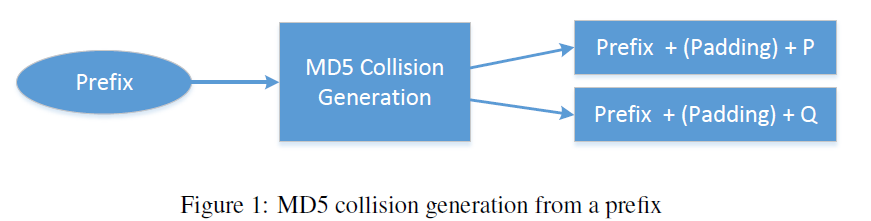 Prefix
MD5 Collision
Generation
Prefix + (Padding) + P
Prefix + (Padding) + Q
Figure 1: MD5 collision generation from a prefix